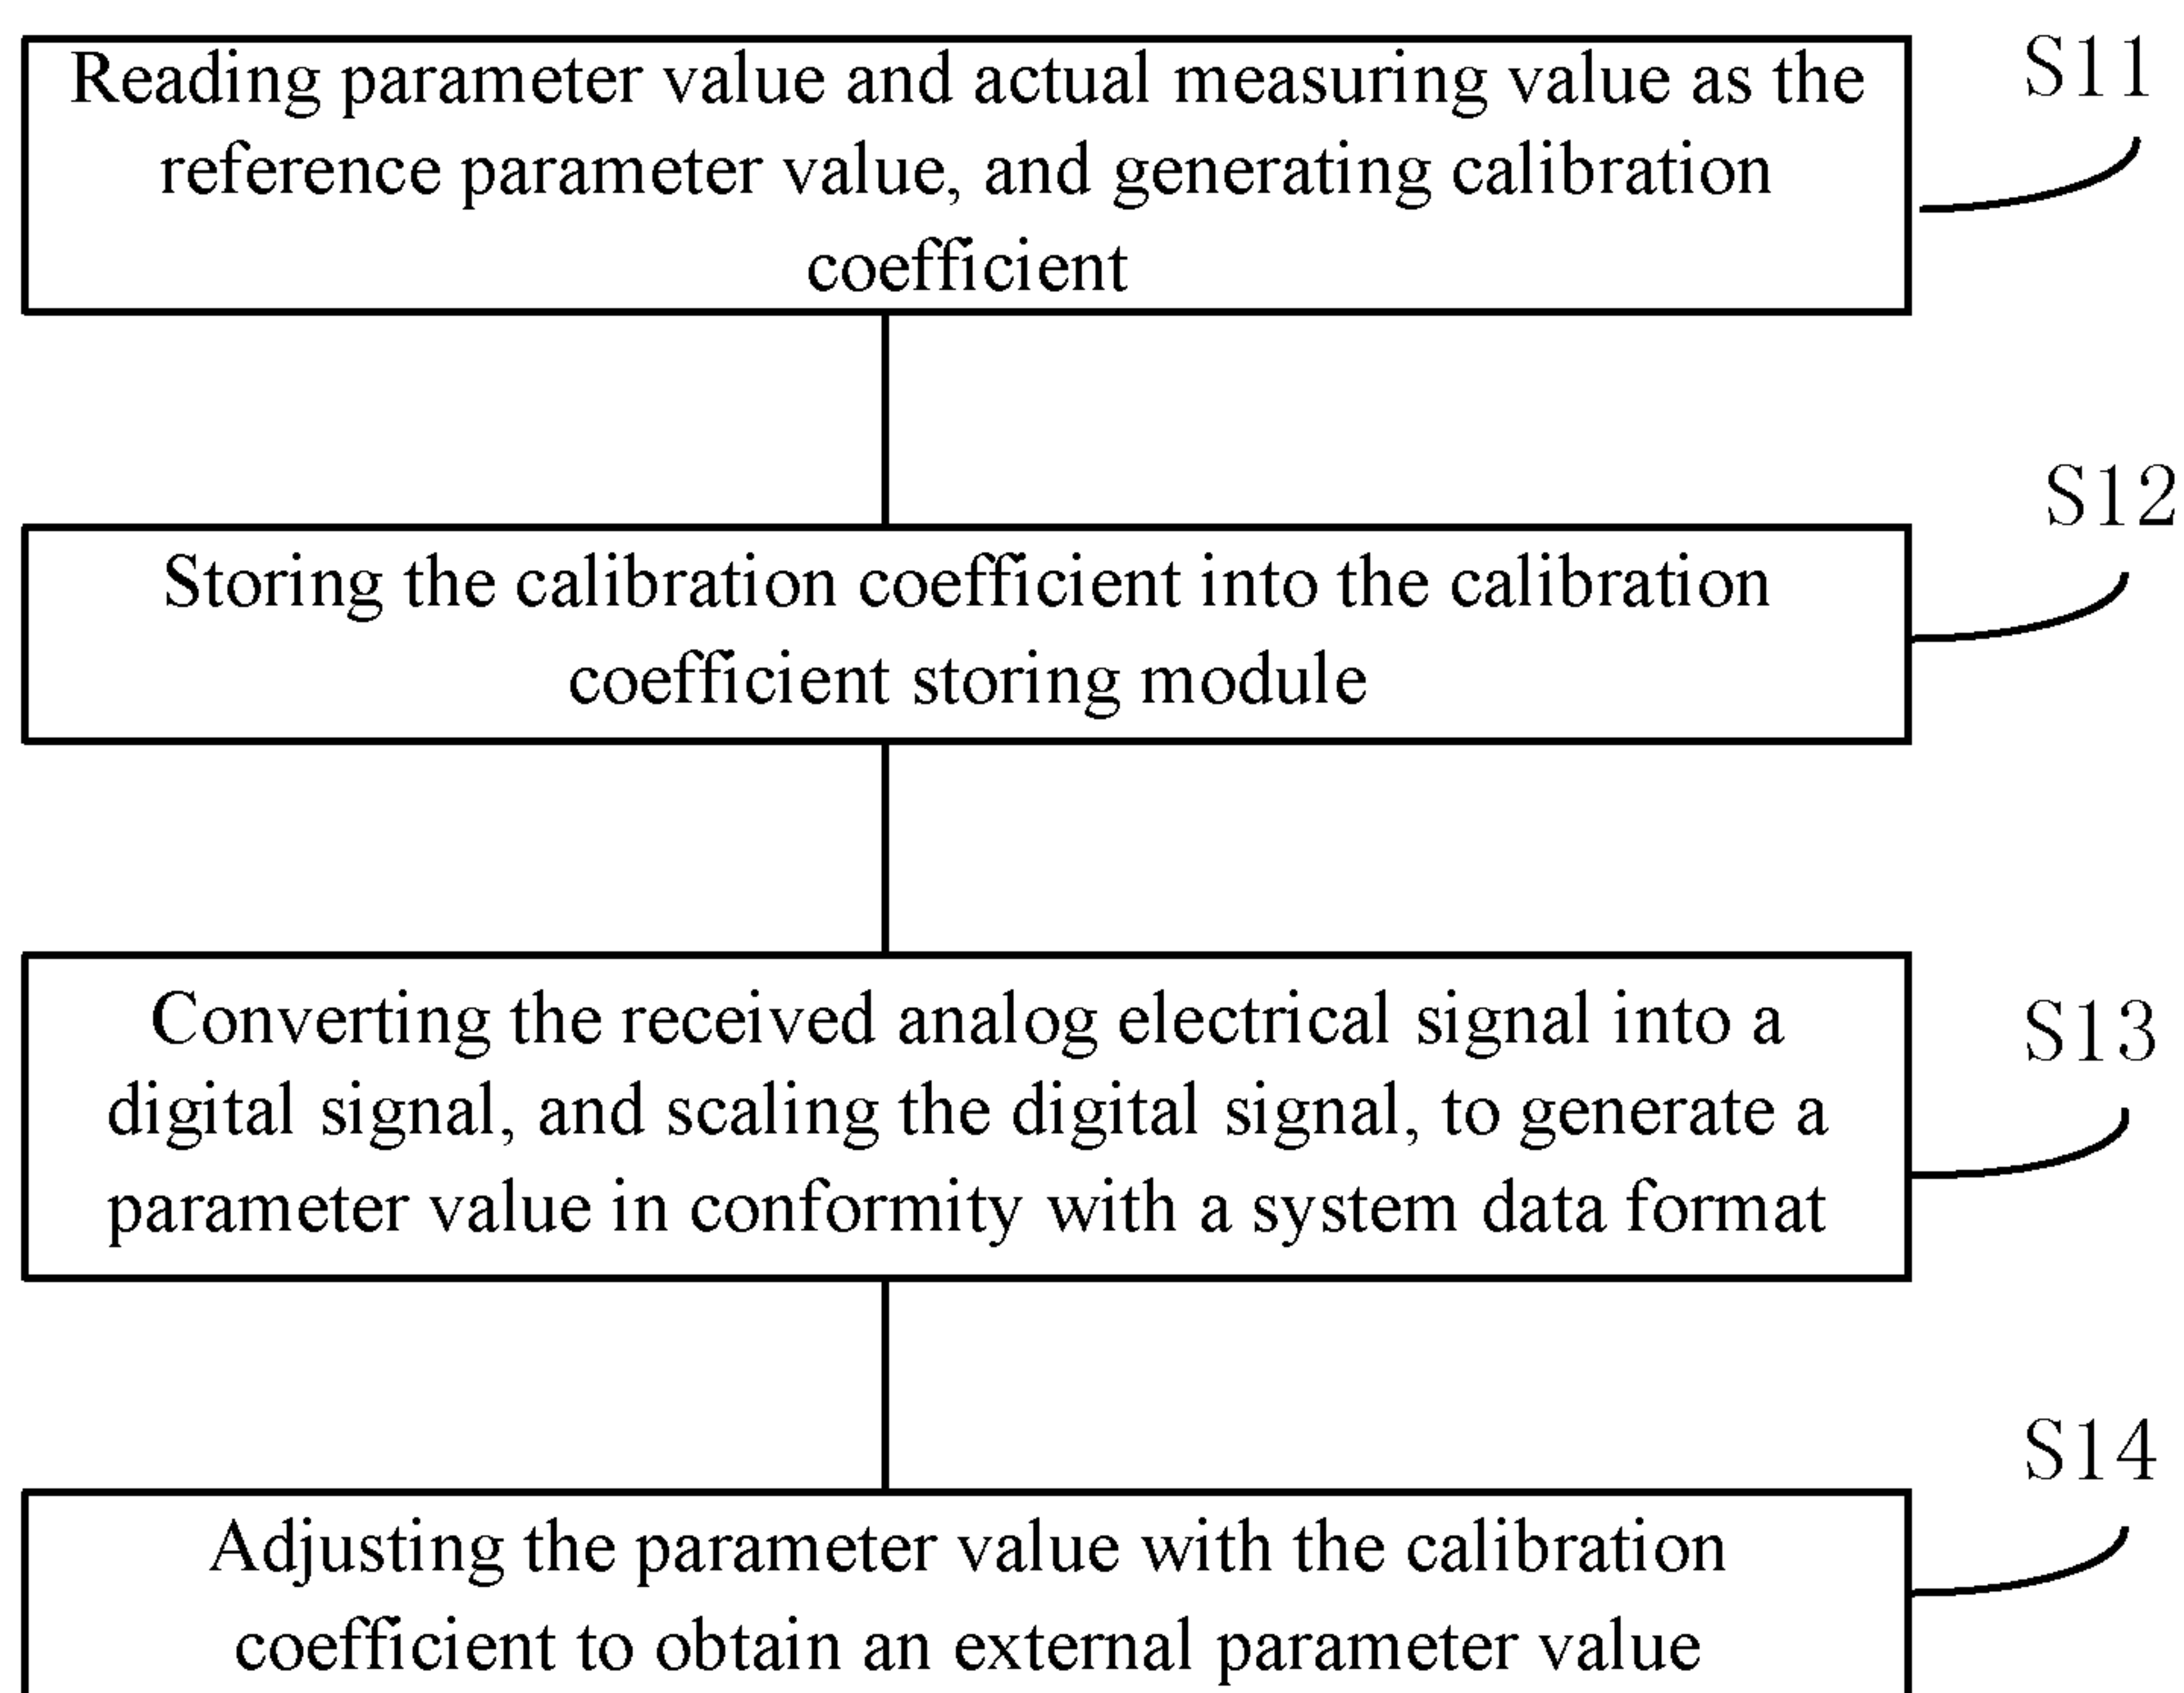 Reading parameter value and actual measuring value as the
reference parameter value, and generating calibration
coefficient
S11
Storing the calibration coefficient into the calibration
coefficient storing module
S12
Converting the received analog electrical signal into a
digital signal, and scaling the digital signal, to generate a
parameter value in conformity with a system data format
S13
Adjusting the parameter value with the calibration
coefficient to obtain an external parameter value
S14